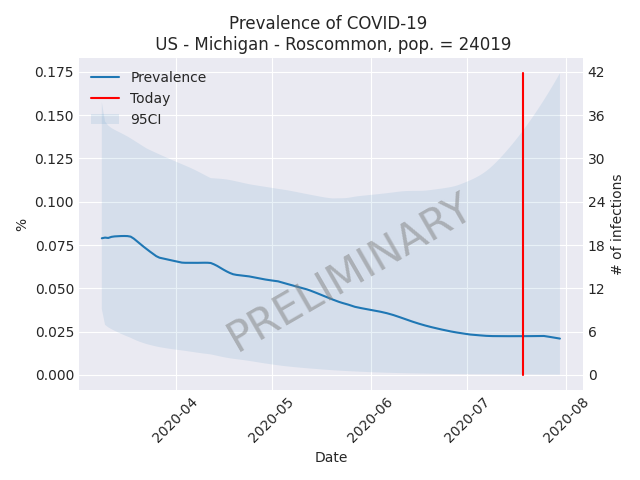 Prevalence of COVID-19
US - Michigan - Roscommon, pop. = 24019
Prevalence
Today
95CI
0.175
0.150
0.125
0.100
0.075
0.050
0.025
0.000
%
42
36
30
24
18
12
6
0
# of infections
PRELIMINARY
2020-04
2020-05
2020-06
2020-07
2020-08
Date